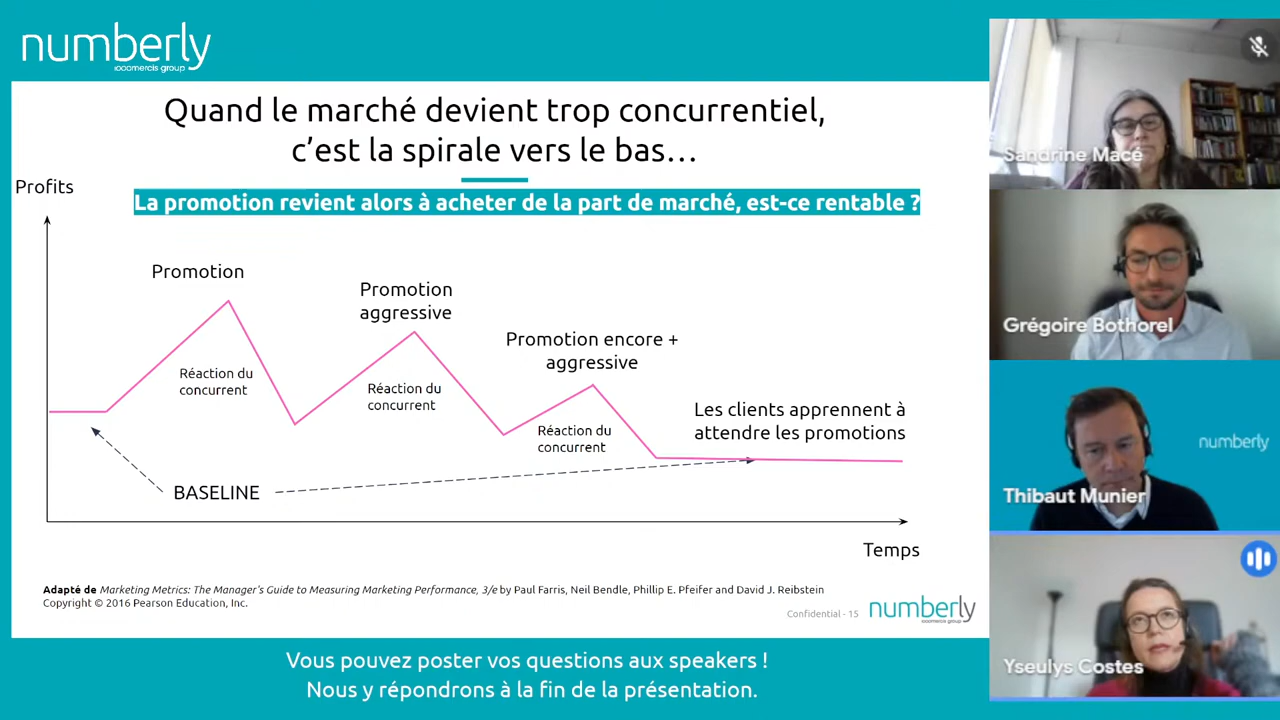 numberly
1000mercis group
Quand le marché devient trop concurrentiel,
c’est la spirale vers le bas…
La promotion revient alors à acheter de la part de marché, est-ce rentable ?
Profits
Promotion
Promotion
aggressive
Promotion encore +
aggressive
Réaction du
concurrent
Réaction du
concurrent
Réaction du
concurrent
Les clients apprennent à
attendre les promotions
BASELINE
Temps
Adapté de Marketing Metrics: The Manager's Guide to Measuring Marketing Performance, 3/e by Paul Farris, Neil Bendle, Phillip E. Pfeifer and David J. Reibstein
Copyright © 2016 Pearson Education, Inc.
Confidential - 15
numberly
1000mercis group
Vous pouvez poster vos questions aux speakers !
Nous y répondrons à la fin de la présentation.
Sandrine Macé
Grégoire Bothorel
numberly
Thibaut Munier
Yseulys Costes